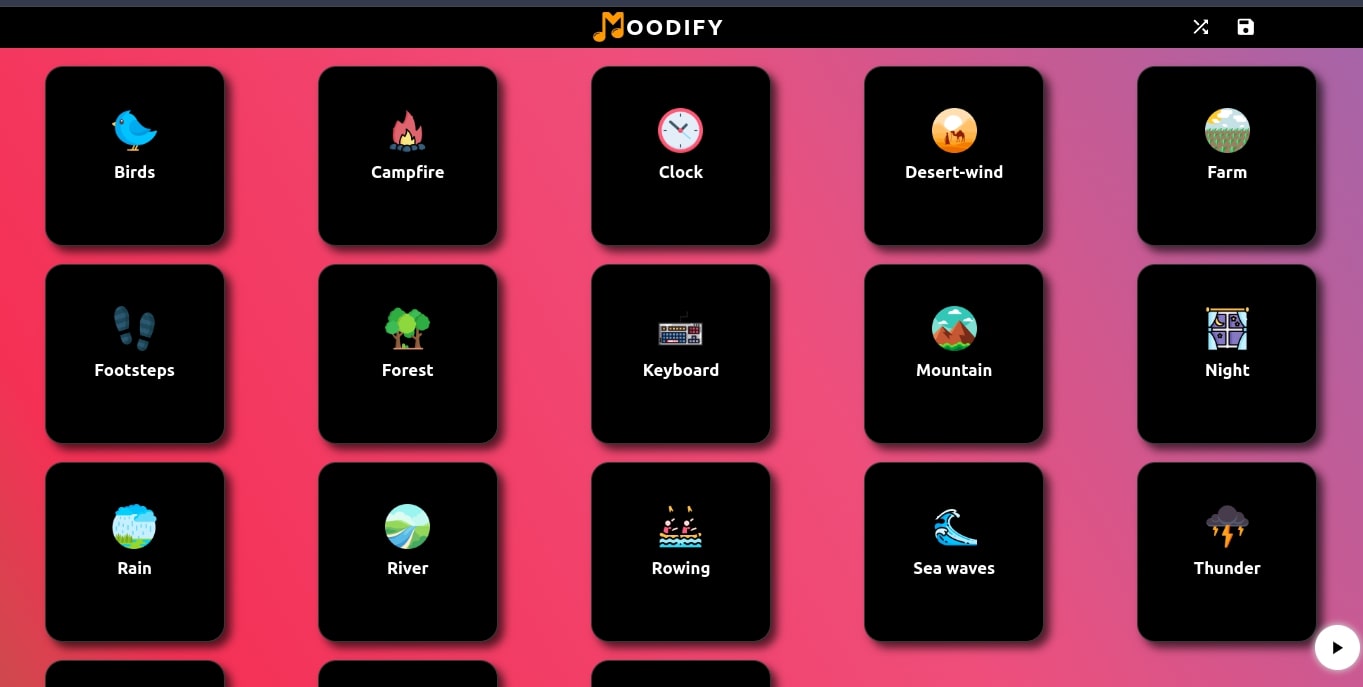 MOODIFY
Birds
Campfire
Clock
Desert-wind
Farm
Footsteps
Forest
Keyboard
Mountain
Night
Rain
River
Rowing
Sea waves
Thunder